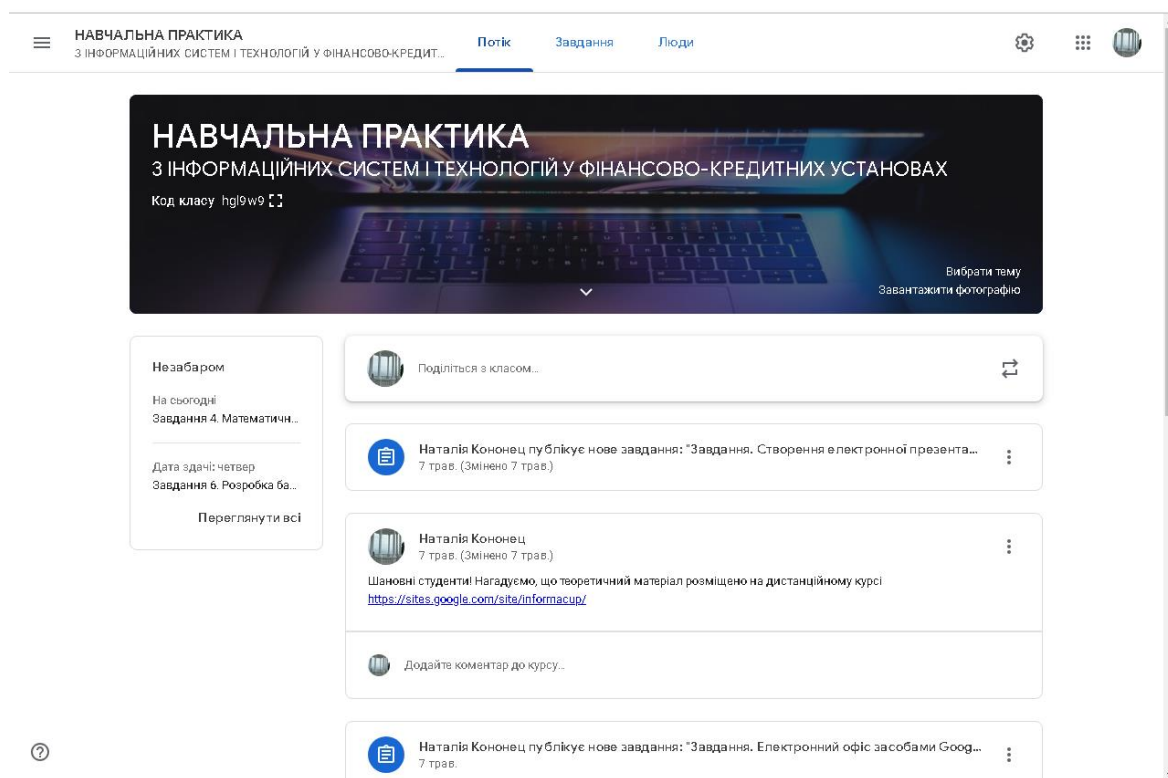 НАВЧАЛЬНА ПРАКТИКА
З ІНФОРМАЦІЙНИХ СИСТЕМ І ТЕХНОЛОГІЙ У ФІНАНСОВО-КРЕДИТ...
Потік
Завдання
Люди
НАВЧАЛЬНА ПРАКТИКА
З ІНФОРМАЦІЙНИХ СИСТЕМ І ТЕХНОЛОГІЙ У ФІНАНСОВО-КРЕДИТНИХ УСТАНОВАХ
Код класу hgl9w9
Вибрати тему
Завантажити фотографію
Незабаром
На сьогодні
Завдання 4. Математичн...
Дата здачі: четвер
Завдання 6. Розробка ба...
Переглянути всі
Поділіться з класом...
Наталія Кононец публікує нове завдання: "Завдання. Створення електронної презента...
7 трав. (Змінено 7 трав.)
Наталія Кононец
7 трав. (Змінено 7 трав.)
Шановні студенти! Нагадуємо, що теоретичний матеріал розміщено на дистанційному курсі
https://sites.google.com/site/informacup/
Додайте коментар до курсу...
Наталія Кононец публікує нове завдання: "Завдання. Електронний офіс засобами Goog...
7 трав.